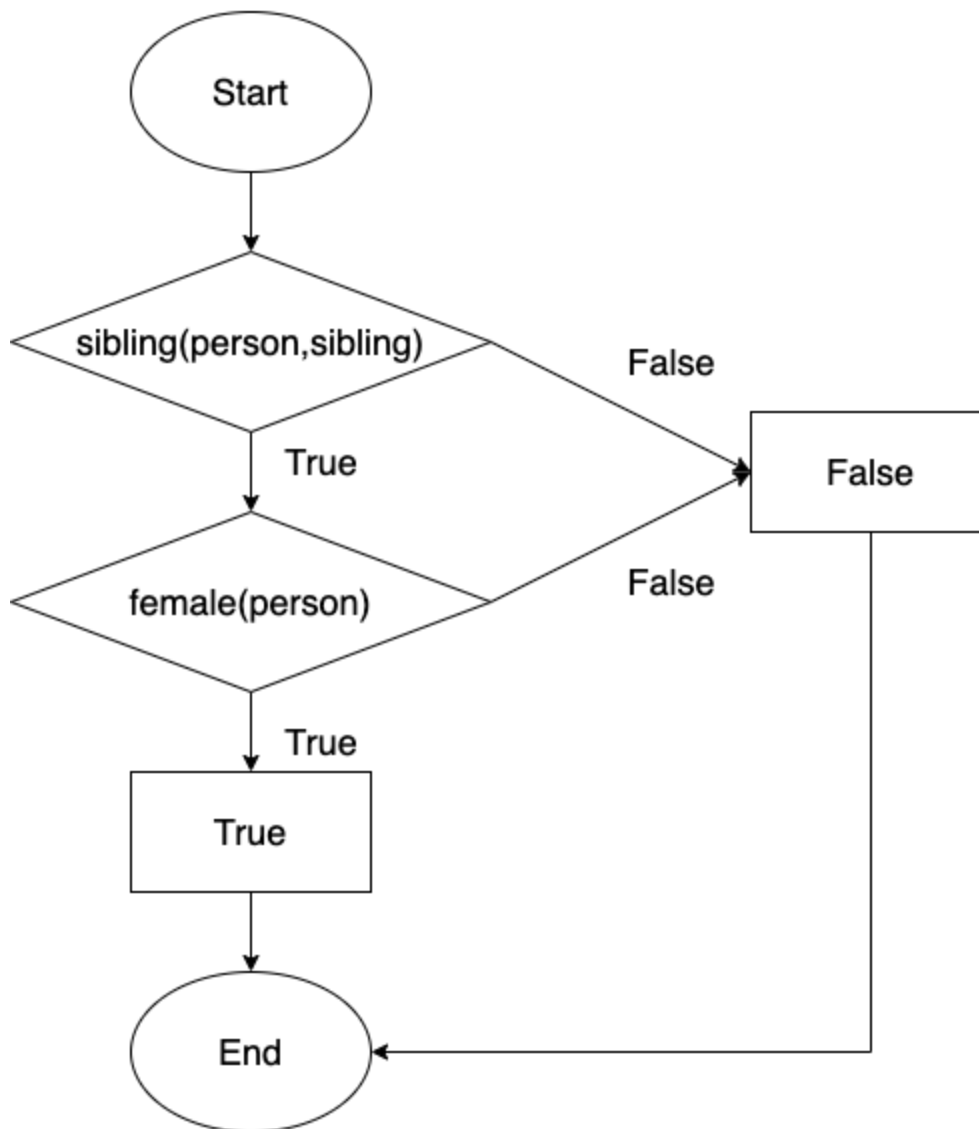 Start
sibling(person,sibling)
False
True
False
female(person)
False
True
True
End